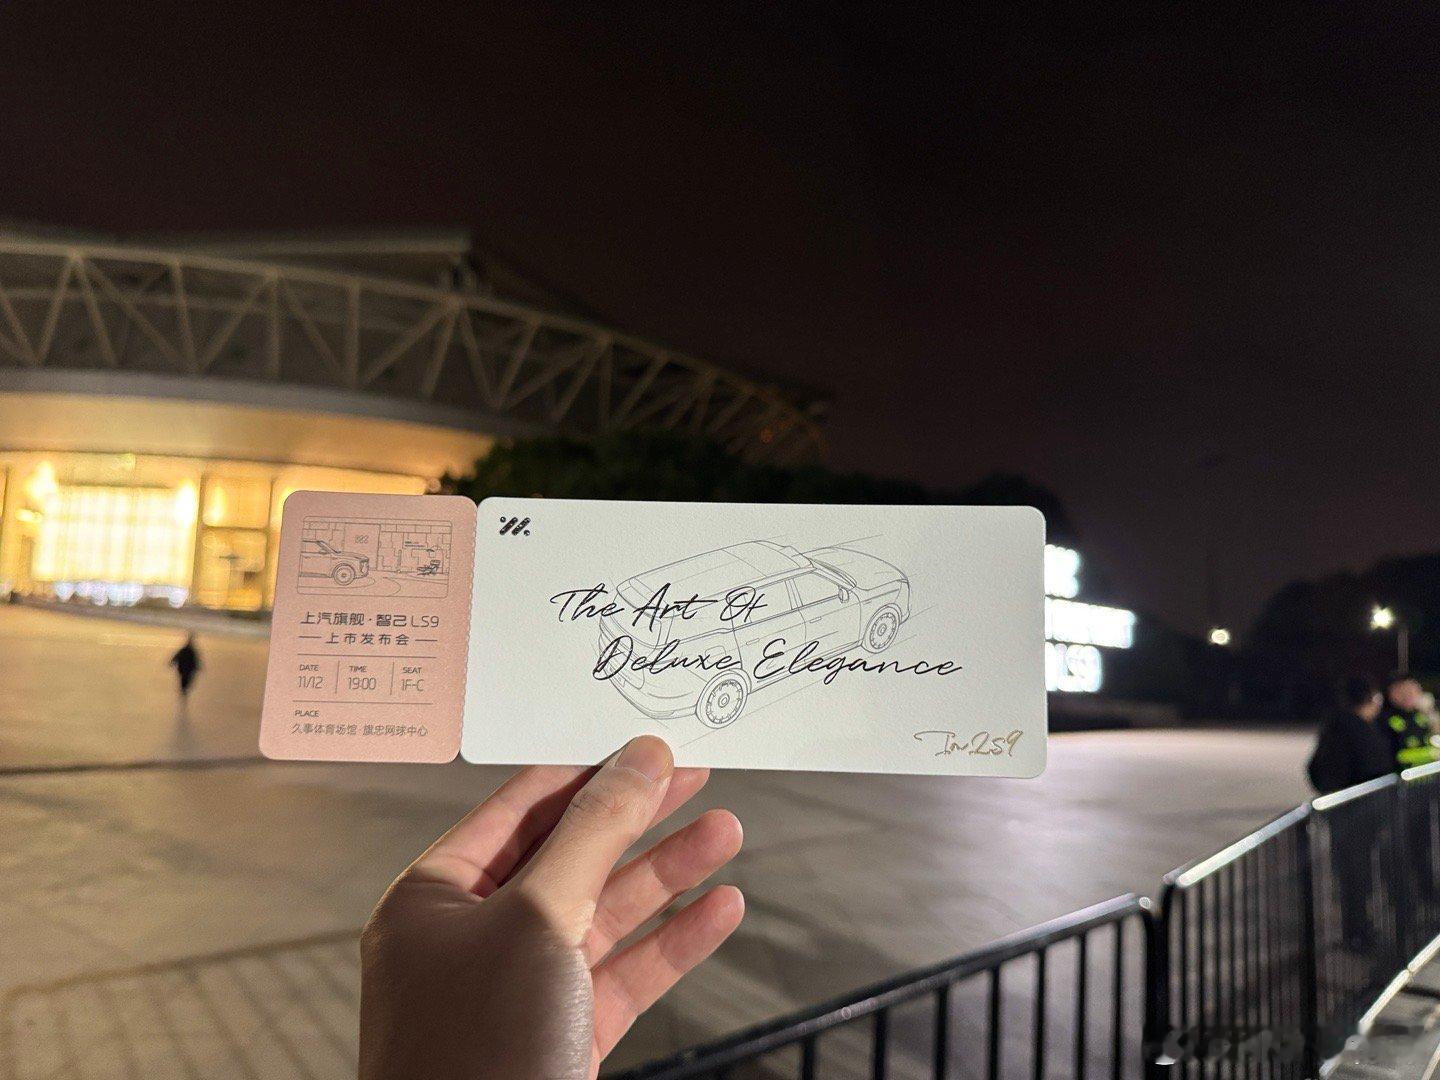 上汽旗舰·智己LS9
上市发布会
DATE
11/12
TIME
19:00
SEAT
1F-C
PLACE
久事体育场馆·旗忠网球中心
The Art Of
Deluxe Elegance